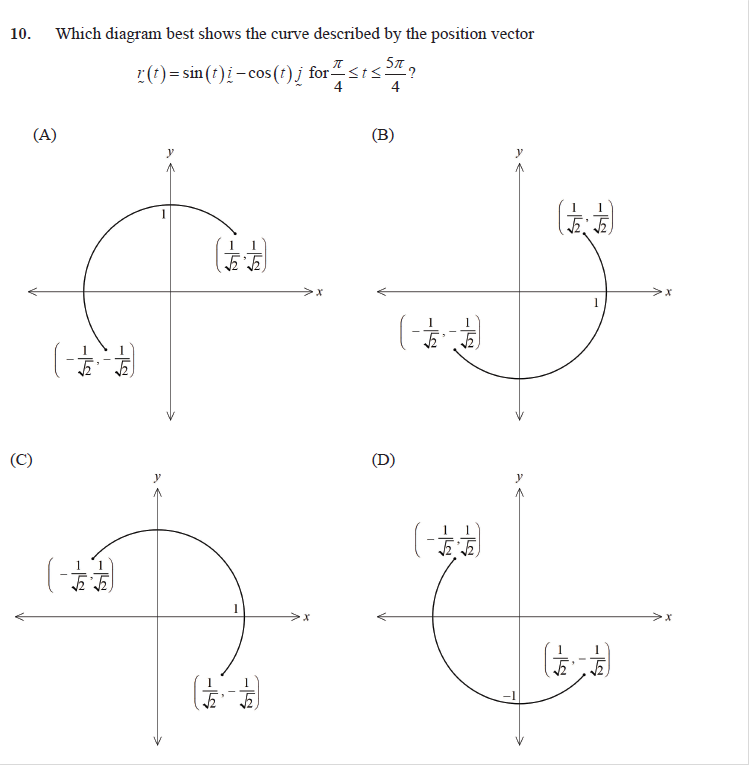 10. Which diagram best shows the curve described by the position vector
r(t) = sin(t) i − cos(t) j for π/4 ≤ t ≤ 5π/4 ?
(A) (B)
y y
(1/√2, 1/√2)
1
(1/√2, 1/√2)
x x
1
(−1/√2, −1/√2)
(−1/√2, −1/√2)
(C) (D)
y y
(−1/√2, 1/√2)
(−1/√2, 1/√2)
1
x x
(1/√2, −1/√2)
(1/√2, −1/√2)
−1